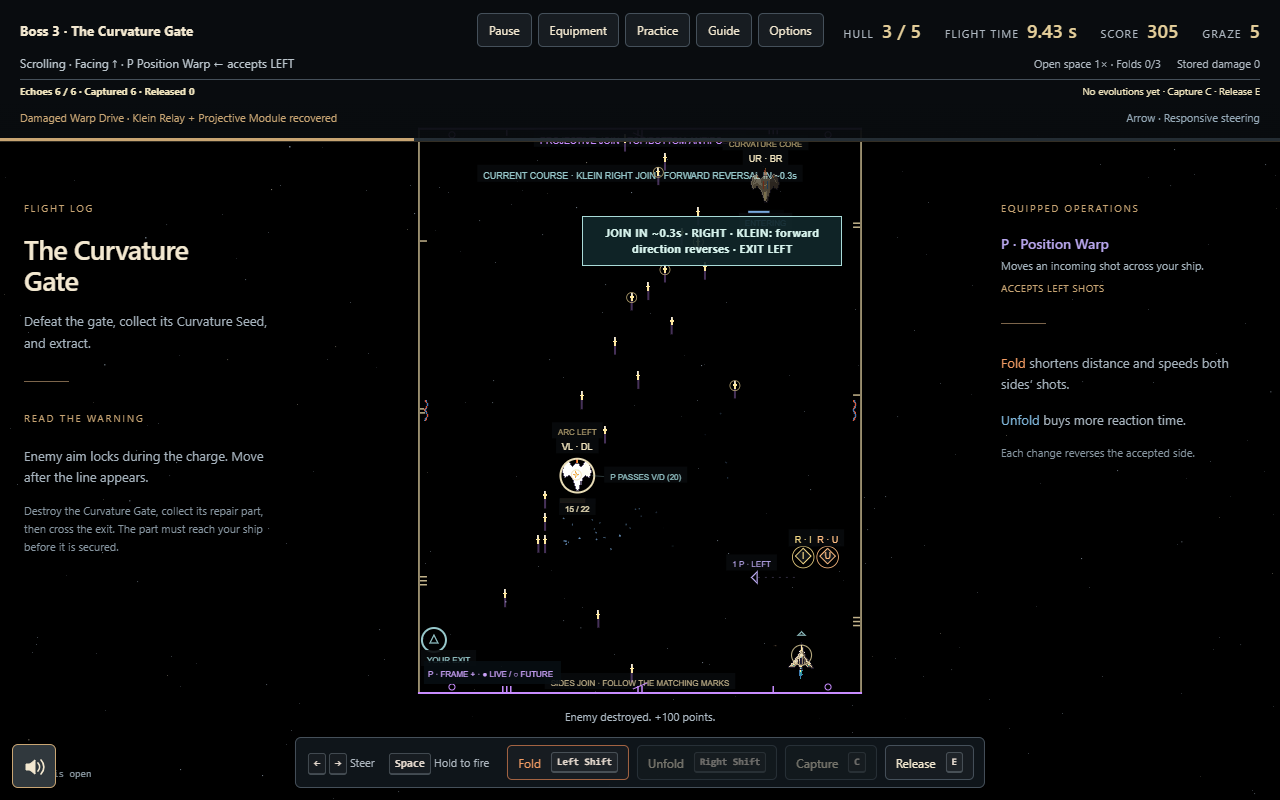 Boss 3 · The Curvature Gate
Pause
Equipment
Practice
Guide
Options
HULL 3 / 5
FLIGHT TIME 9.43 s
SCORE 305
GRAZE 5
Scrolling · Facing ↑ · P Position Warp ← accepts LEFT
Open space 1× · Folds 0/3
Stored damage 0
Echoes 6 / 6 · Captured 6 · Released 0
No evolutions yet · Capture C · Release E
Damaged Warp Drive · Klein Relay + Projective Module recovered
Arrow · Responsive steering
CURVATURE CORE
UR · BR
CURRENT COURSE · KLEIN RIGHT JOIN · FORWARD REVERSAL IN ~0.3s
JOIN IN ~0.3s · RIGHT · KLEIN: forward
direction reverses · EXIT LEFT
FLIGHT LOG
The Curvature
Gate
Defeat the gate, collect its Curvature Seed,
and extract.
READ THE WARNING
Enemy aim locks during the charge. Move
after the line appears.
Destroy the Curvature Gate, collect its repair part,
then cross the exit. The part must reach your ship
before it is secured.
EQUIPPED OPERATIONS
P · Position Warp
Moves an incoming shot across your ship.
ACCEPTS LEFT SHOTS
Fold shortens distance and speeds both
sides' shots.
Unfold buys more reaction time.
Each change reverses the accepted side.
ARC LEFT
VL · DL
P PASSES V/D (20)
15 / 22
R · I R · U
I U
1 P · LEFT
YOUR EXIT
P · FRAME + · ● LIVE / ○ FUTURE
SIDES JOIN · FOLLOW THE MATCHING MARKS
Enemy destroyed. +100 points.
is open
← → Steer
Space Hold to fire
Fold Left Shift
Unfold Right Shift
Capture C
Release E